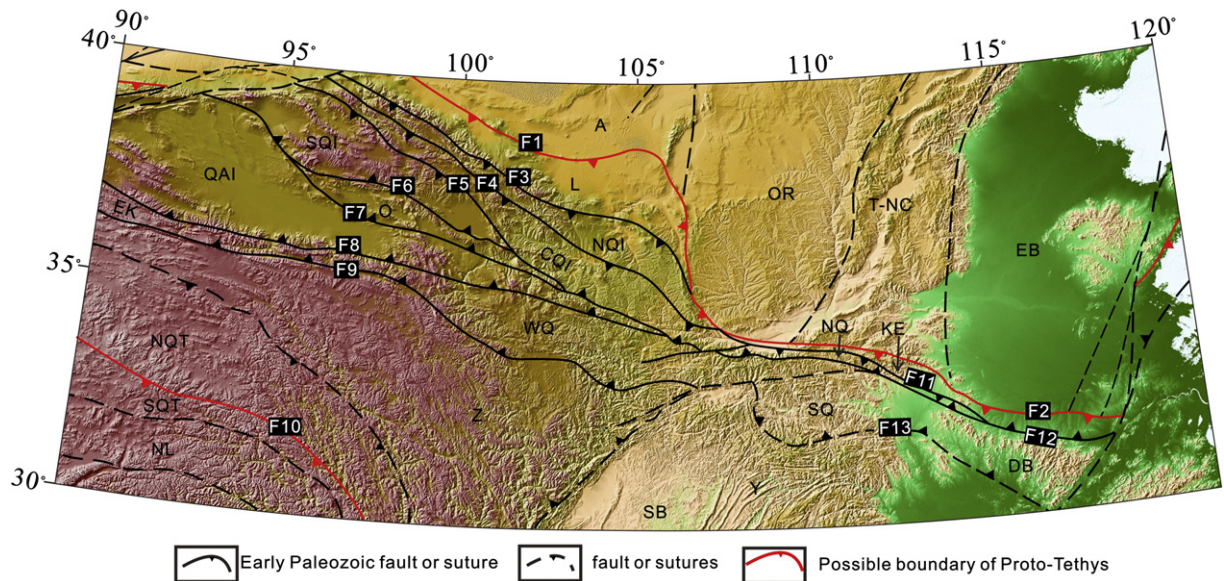 90°
95°
100°
105°
110°
115°
120°
40°
35°
30°
F1
A
SQI
QAI
F6
F5
F4
F3
L
OR
T-NC
EK
F7
O
F8
F9
CQI
NQI
EB
WQ
NQ
KE
NQT
F11
SQT
F10
Z
SQ
F13
F2
F12
NL
DB
Y
SB
Early Paleozoic fault or suture
fault or sutures
Possible boundary of Proto-Tethys